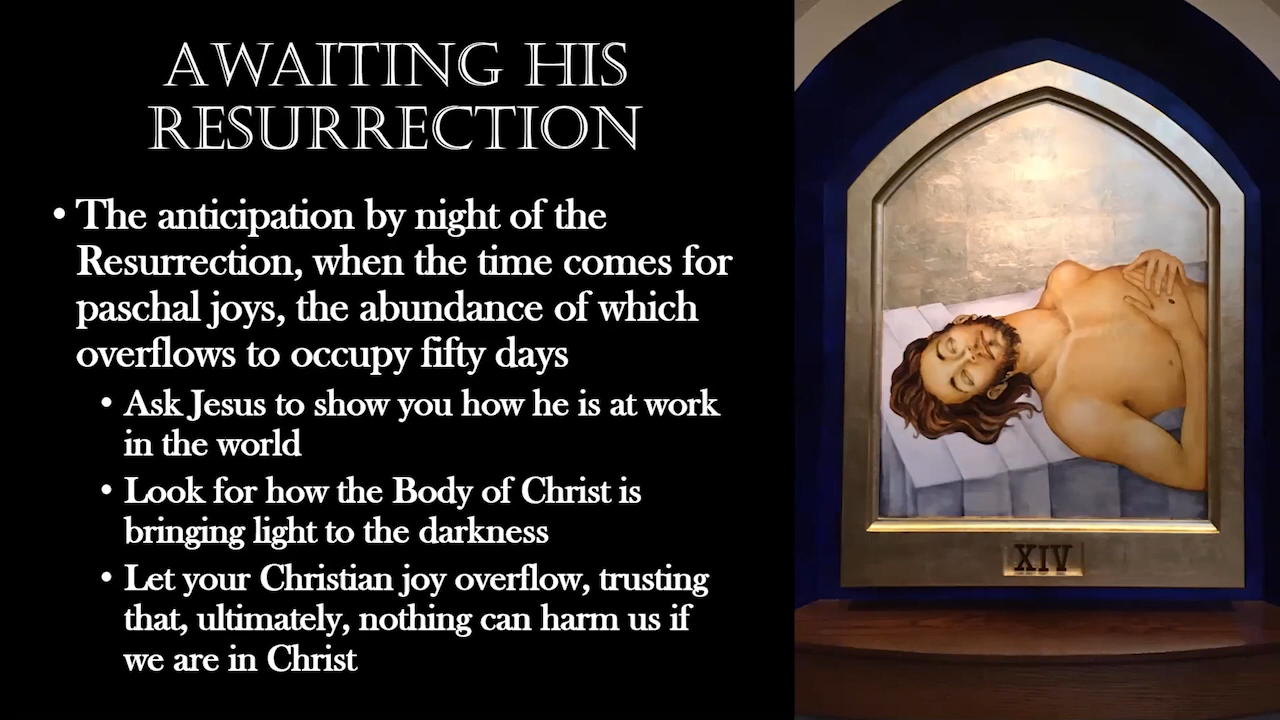 AWAITING HIS
RESURRECTION
• The anticipation by night of the
Resurrection, when the time comes for
paschal joys, the abundance of which
overflows to occupy fifty days
• Ask Jesus to show you how he is at work
in the world
• Look for how the Body of Christ is
bringing light to the darkness
• Let your Christian joy overflow, trusting
that, ultimately, nothing can harm us if
we are in Christ
XIV